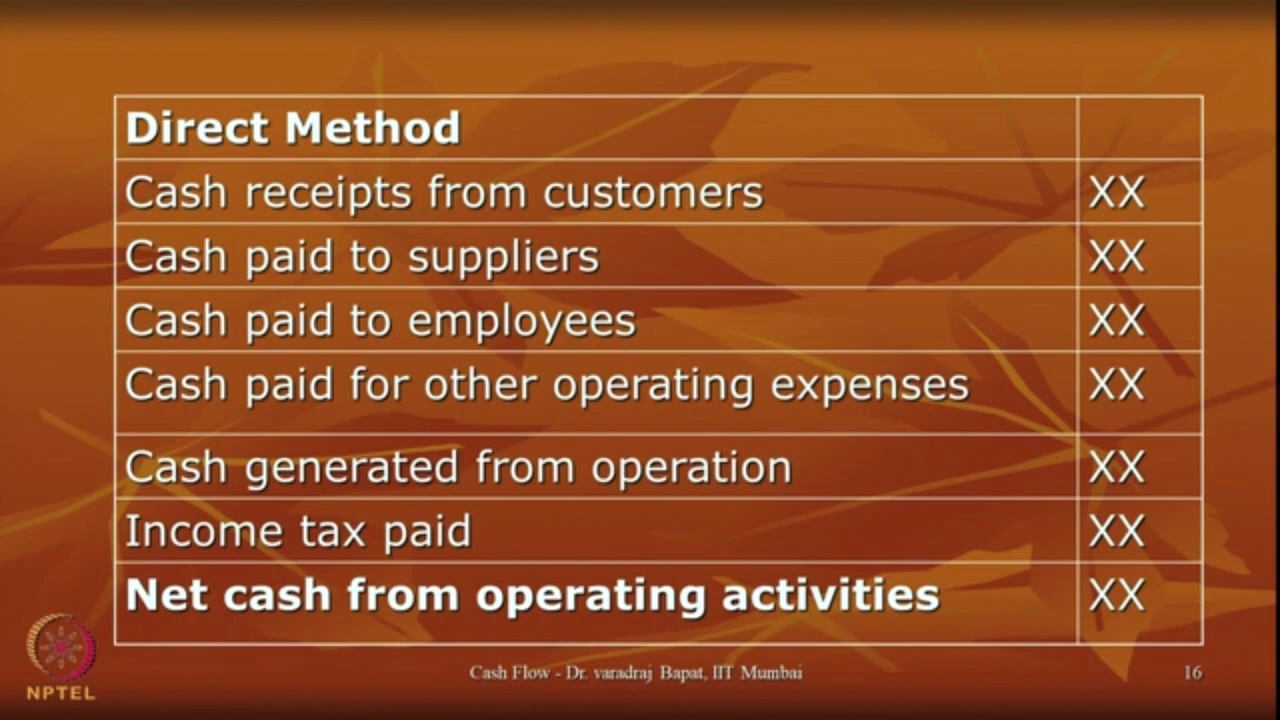 Direct Method
Cash receipts from customers XX
Cash paid to suppliers XX
Cash paid to employees XX
Cash paid for other operating expenses XX
Cash generated from operation XX
Income tax paid XX
Net cash from operating activities XX
Cash Flow - Dr. varadraj Bapat, IIT Mumbai 16
NPTEL